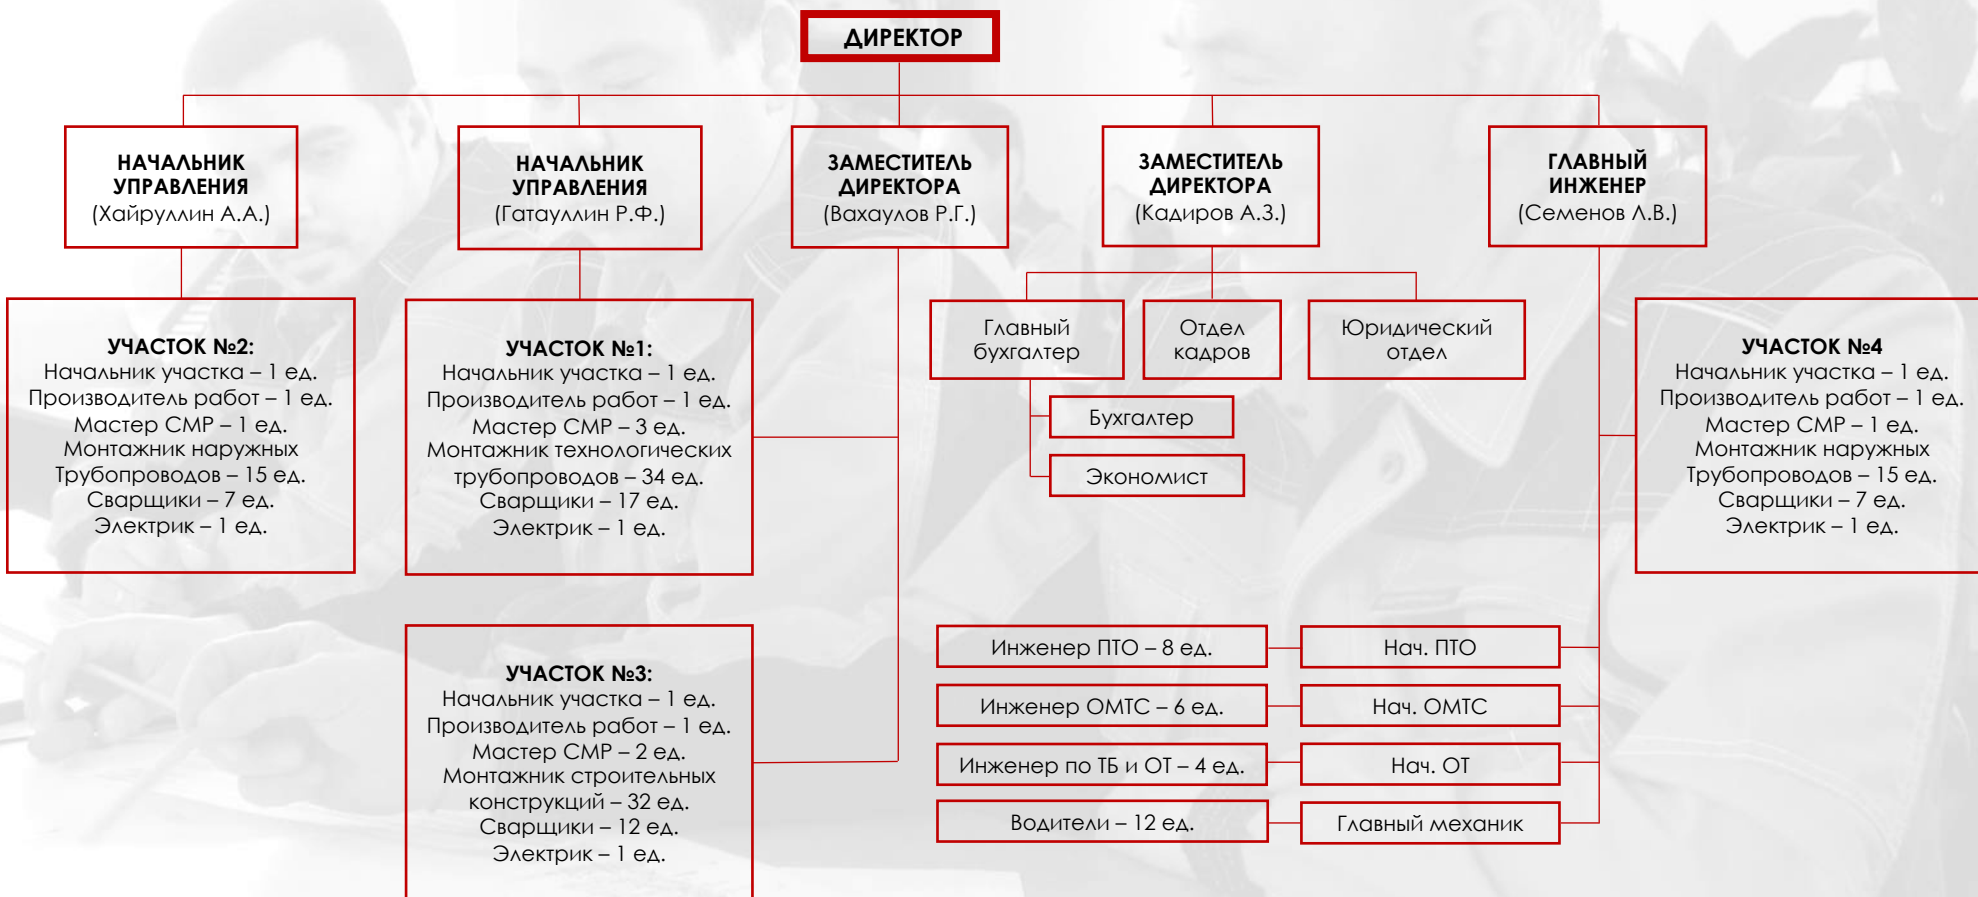 ДИРЕКТОР
НАЧАЛЬНИК
УПРАВЛЕНИЯ
(Хайруллин А.А.)
НАЧАЛЬНИК
УПРАВЛЕНИЯ
(Гатауллин Р.Ф.)
ЗАМЕСТИТЕЛЬ
ДИРЕКТОРА
(Вахаулов Р.Г.)
ЗАМЕСТИТЕЛЬ
ДИРЕКТОРА
(Кадиров А.З.)
ГЛАВНЫЙ
ИНЖЕНЕР
(Семенов Л.В.)
УЧАСТОК №2:
Начальник участка – 1 ед.
Производитель работ – 1 ед.
Мастер СМР – 1 ед.
Монтажник наружных
Трубопроводов – 15 ед.
Сварщики – 7 ед.
Электрик – 1 ед.
УЧАСТОК №1:
Начальник участка – 1 ед.
Производитель работ – 1 ед.
Мастер СМР – 3 ед.
Монтажник технологических
трубопроводов – 34 ед.
Сварщики – 17 ед.
Электрик – 1 ед.
Главный
бухгалтер
Отдел
кадров
Юридический
отдел
Бухгалтер
Экономист
УЧАСТОК №4
Начальник участка – 1 ед.
Производитель работ – 1 ед.
Мастер СМР – 1 ед.
Монтажник наружных
Трубопроводов – 15 ед.
Сварщики – 7 ед.
Электрик – 1 ед.
УЧАСТОК №3:
Начальник участка – 1 ед.
Производитель работ – 1 ед.
Мастер СМР – 2 ед.
Монтажник строительных
конструкций – 32 ед.
Сварщики – 12 ед.
Электрик – 1 ед.
Инженер ПТО – 8 ед.
Нач. ПТО
Инженер ОМТС – 6 ед.
Нач. ОМТС
Инженер по ТБ и ОТ – 4 ед.
Нач. ОТ
Водители – 12 ед.
Главный механик